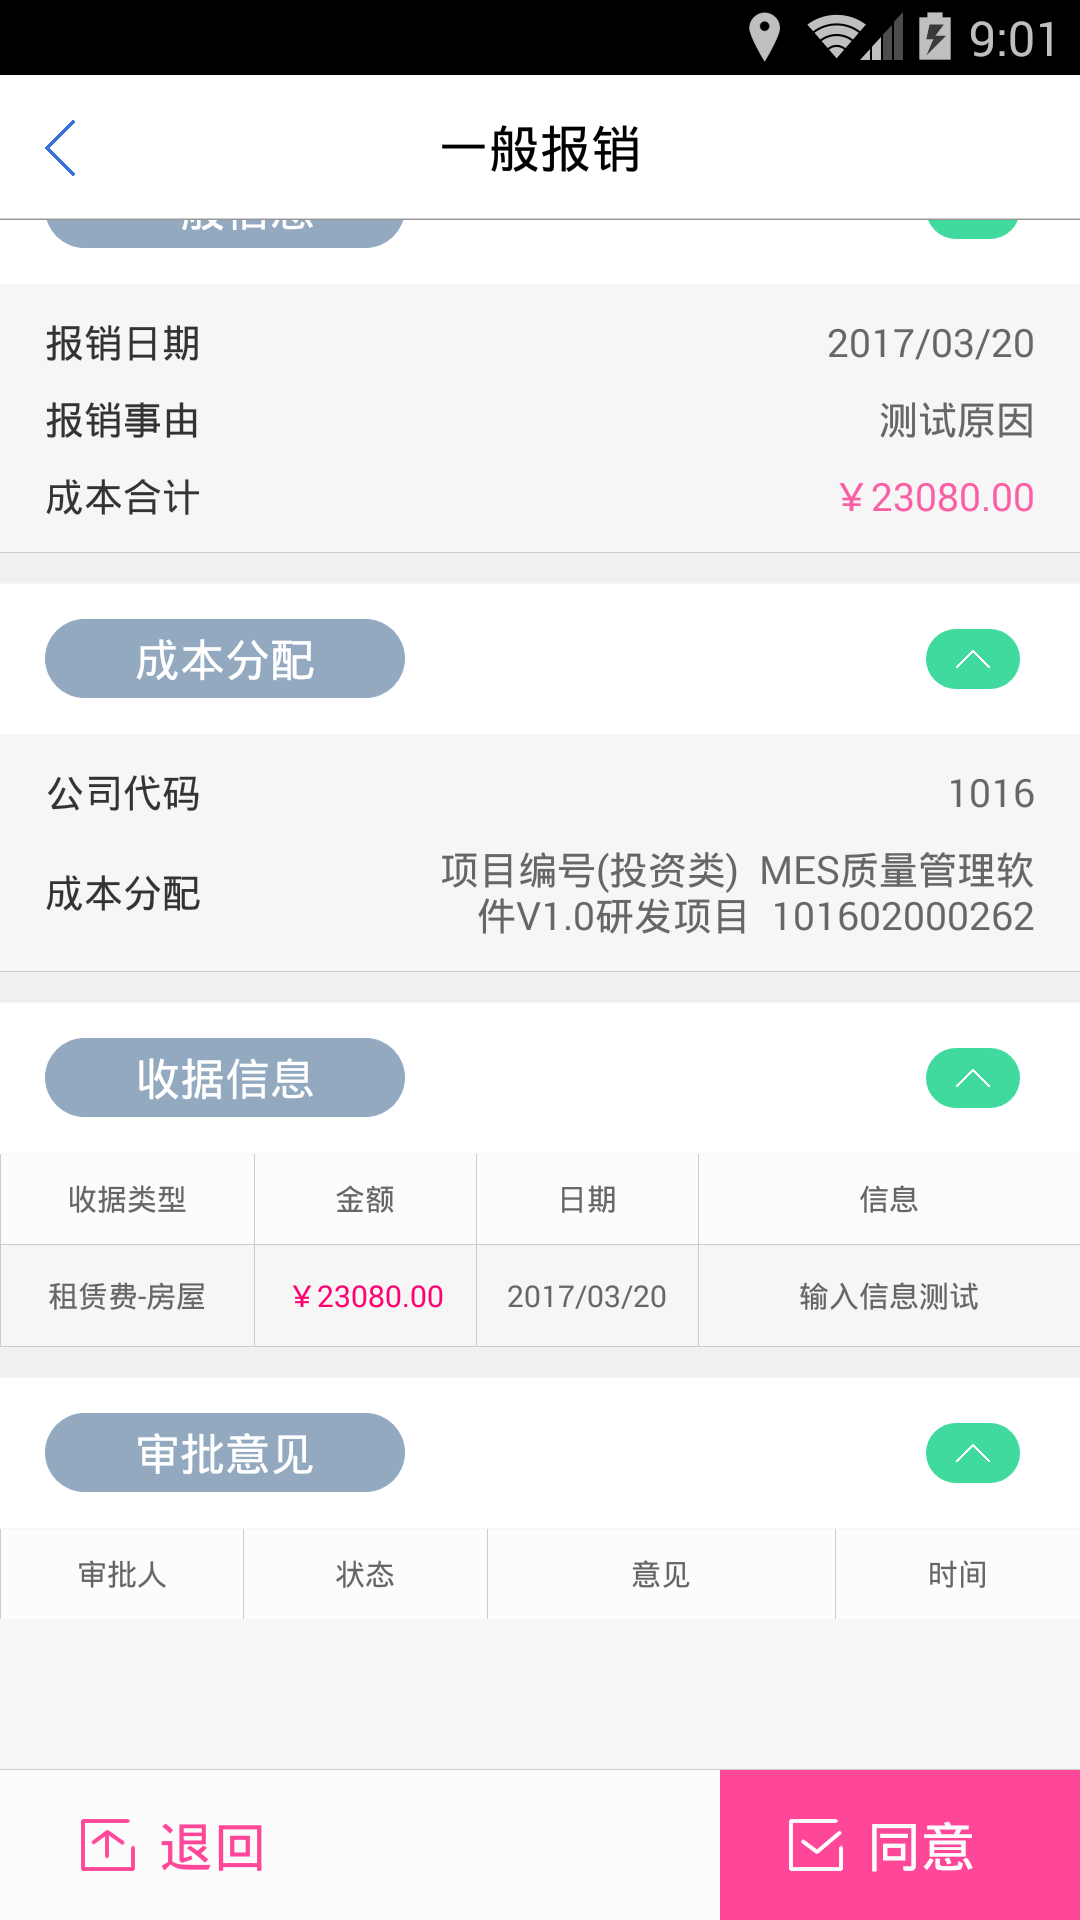 9:01
一般报销
般信息
报销日期 2017/03/20
报销事由 测试原因
成本合计 ¥23080.00
成本分配
公司代码 1016
成本分配 项目编号(投资类) MES质量管理软
件V1.0研发项目 101602000262
收据信息
收据类型 金额 日期 信息
租赁费-房屋 ¥23080.00 2017/03/20 输入信息测试
审批意见
审批人 状态 意见 时间
退回 同意